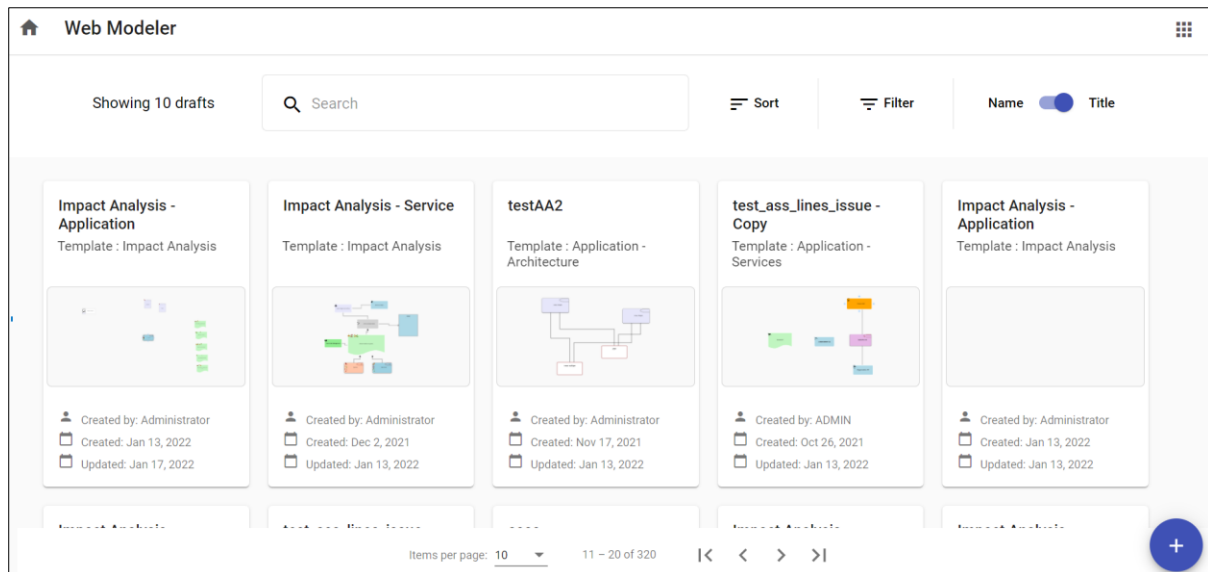 Web Modeler
Showing 10 drafts
Search
Sort
Filter
Name
Title
Impact Analysis -
Application
Template : Impact Analysis
Created by: Administrator
Created: Jan 13, 2022
Updated: Jan 17, 2022
Impact Analysis - Service
Template : Impact Analysis
Created by: Administrator
Created: Dec 2, 2021
Updated: Jan 13, 2022
testAA2
Template : Application -
Architecture
Created by: Administrator
Created: Nov 17, 2021
Updated: Jan 13, 2022
test_ass_lines_issue -
Copy
Template : Application -
Services
Created by: ADMIN
Created: Oct 26, 2021
Updated: Jan 13, 2022
Impact Analysis -
Application
Template : Impact Analysis
Created by: Administrator
Created: Jan 13, 2022
Updated: Jan 13, 2022
Items per page: 10
11 – 20 of 320